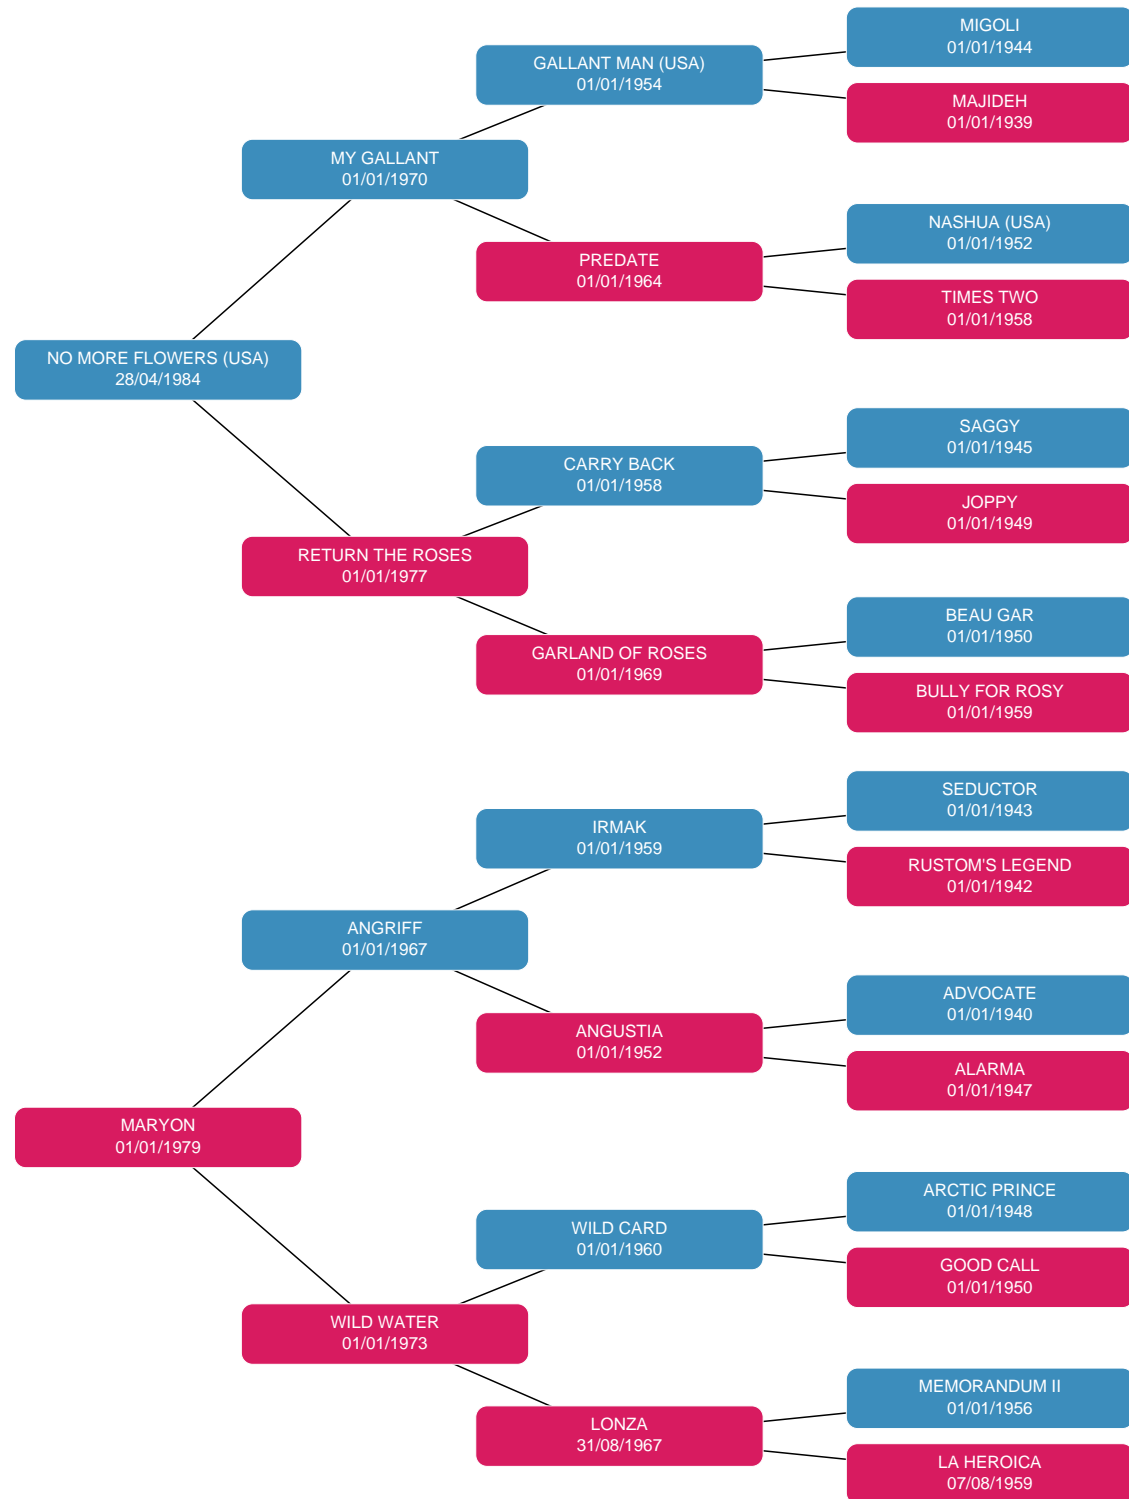 MIGOLI
01/01/1944
GALLANT MAN (USA)
01/01/1954
MAJIDEH
01/01/1939
MY GALLANT
01/01/1970
NASHUA (USA)
01/01/1952
PREDATE
01/01/1964
TIMES TWO
01/01/1958
NO MORE FLOWERS (USA)
28/04/1984
SAGGY
01/01/1945
CARRY BACK
01/01/1958
JOPPY
01/01/1949
RETURN THE ROSES
01/01/1977
BEAU GAR
01/01/1950
GARLAND OF ROSES
01/01/1969
BULLY FOR ROSY
01/01/1959
SEDUCTOR
01/01/1943
IRMAK
01/01/1959
RUSTOM'S LEGEND
01/01/1942
ANGRIFF
01/01/1967
ADVOCATE
01/01/1940
ANGUSTIA
01/01/1952
ALARMA
01/01/1947
MARYON
01/01/1979
ARCTIC PRINCE
01/01/1948
WILD CARD
01/01/1960
GOOD CALL
01/01/1950
WILD WATER
01/01/1973
MEMORANDUM II
01/01/1956
LONZA
31/08/1967
LA HEROICA
07/08/1959